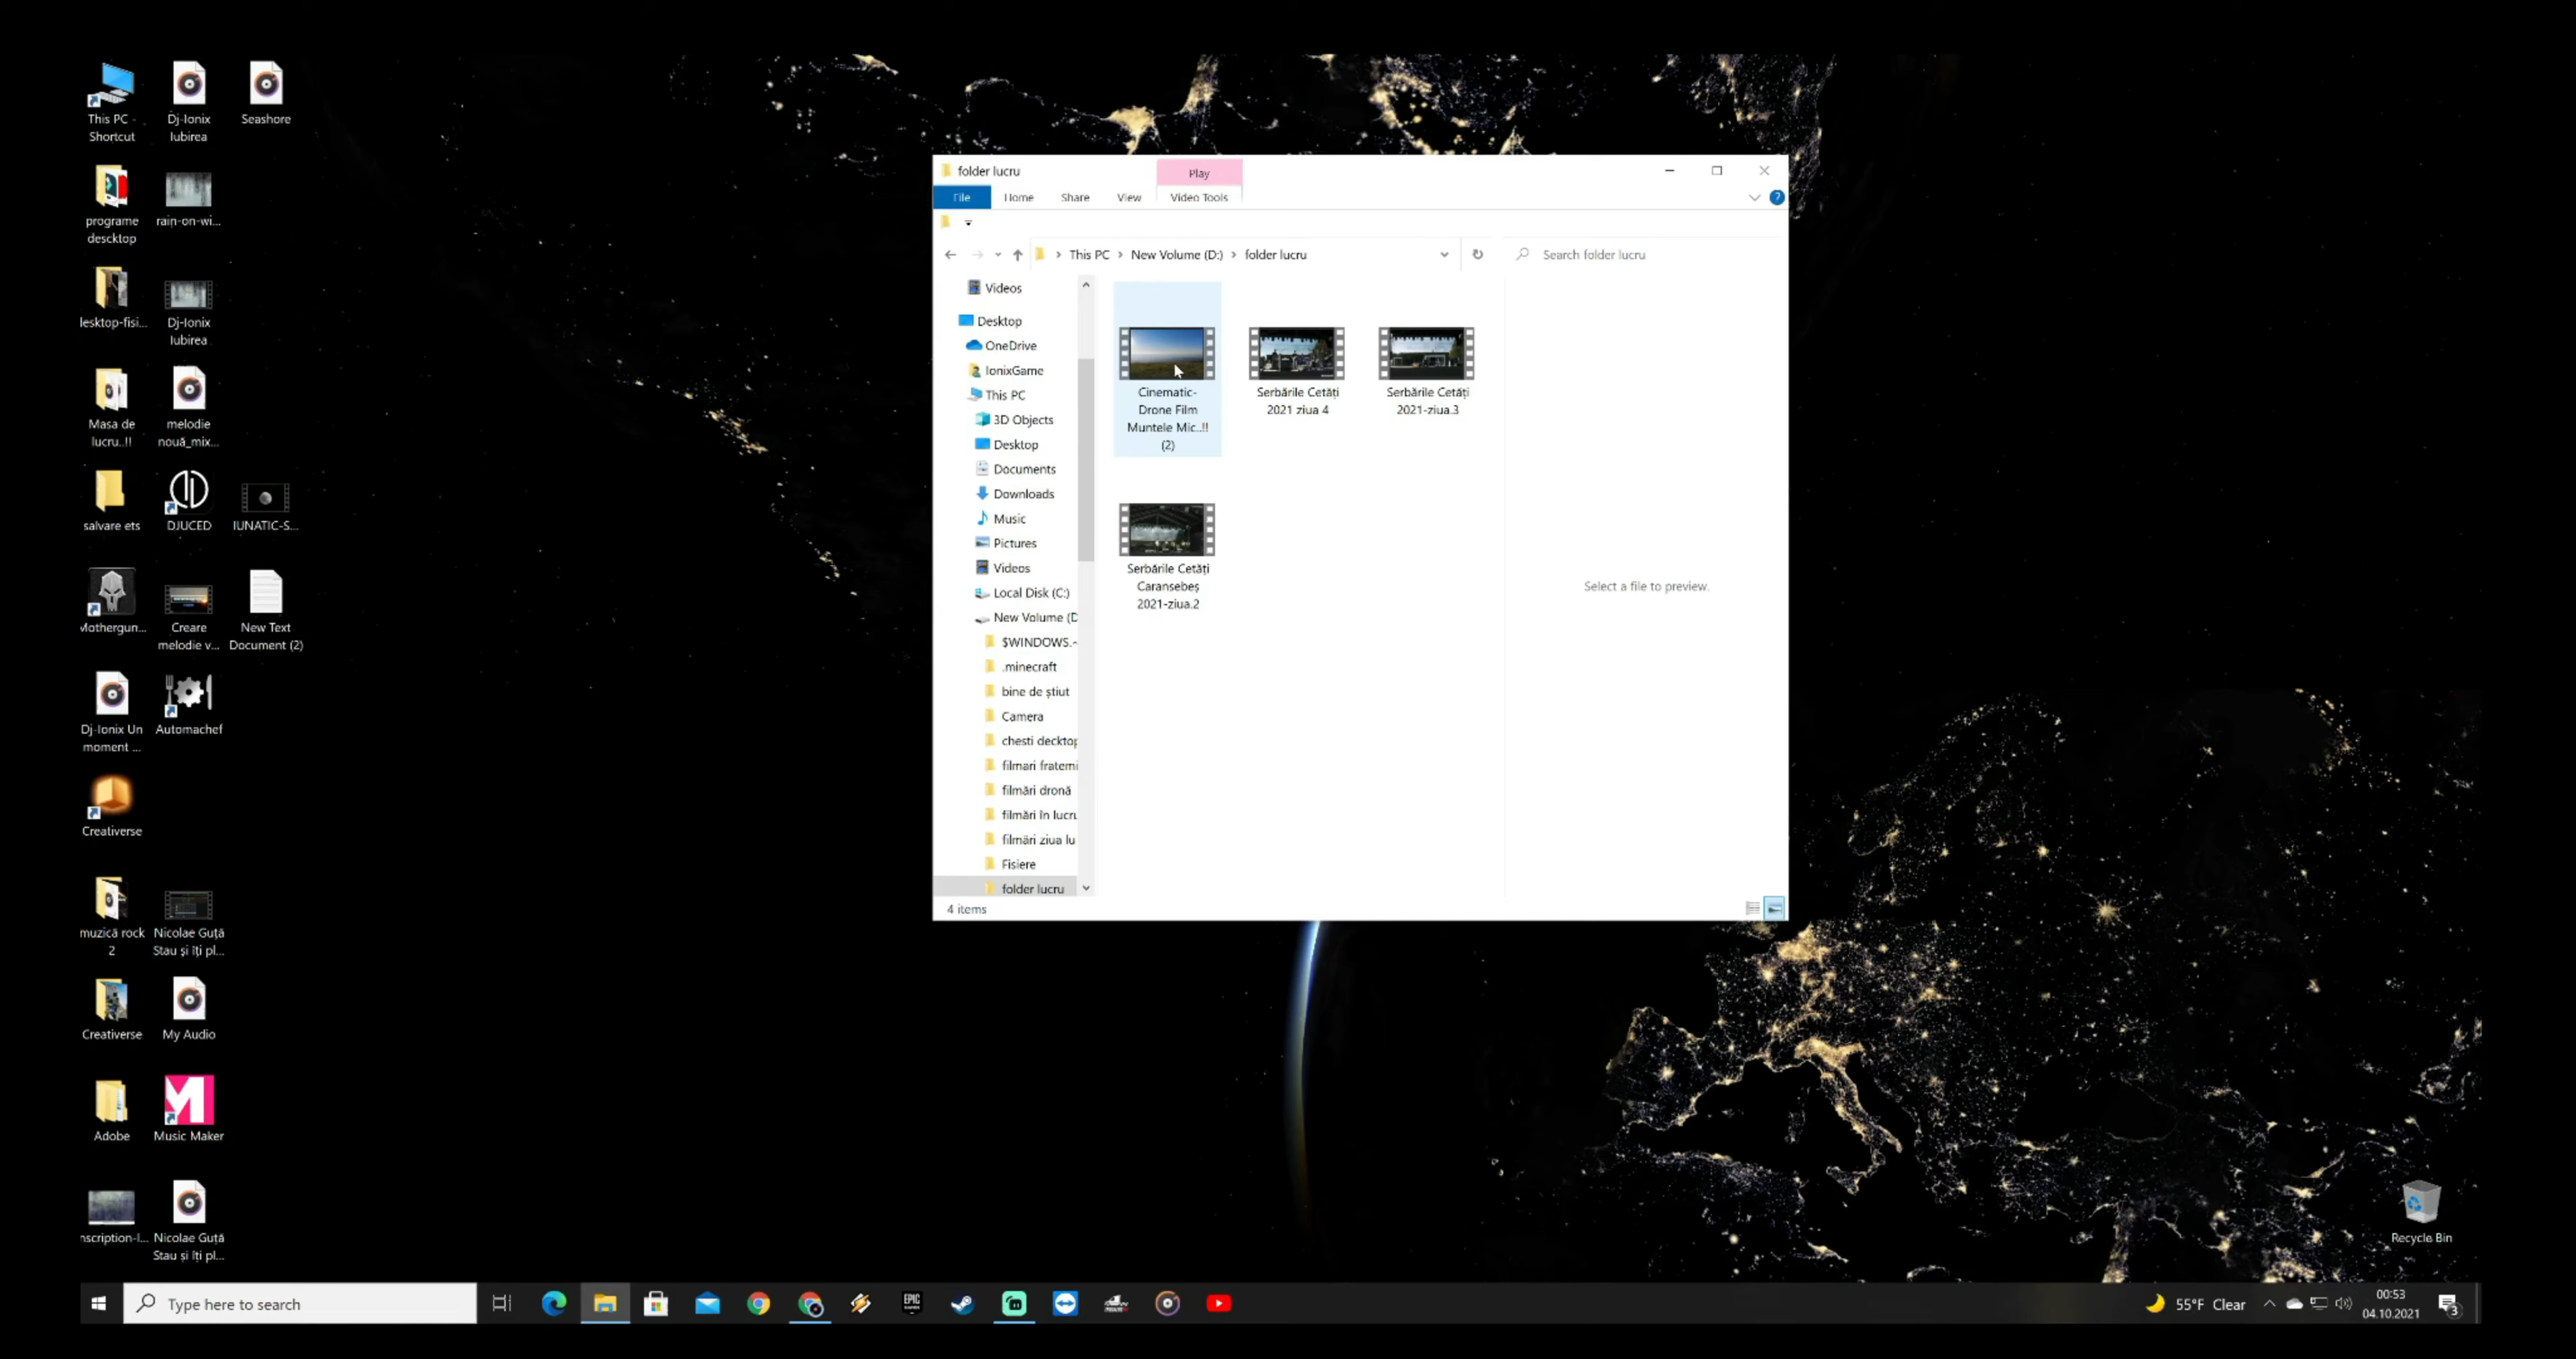 This PC -
Shortcut
Dj-Ionix
Iubirea
Seashore
programe
descktop
rain-on-wi...
lesktop-fisi...
Dj-Ionix
Iubirea
Masa de
lucru..!!
melodie
nouă_mix...
salvare ets
DJUCED
IUNATIC-S...
Mothergun...
Creare
melodie v...
New Text
Document (2)
Dj-Ionix Un
moment ...
Automachef
Creativerse
muzică rock
2
Nicolae Guță
Stau și îți pl...
Creativerse
My Audio
Adobe
Music Maker
nscription-l...
Nicolae Guță
Stau și îți pl...
folder lucru
Play
File
Home
Share
View
Video Tools
This PC
New Volume (D:)
folder lucru
Search folder lucru
Videos
Desktop
OneDrive
IonixGame
This PC
3D Objects
Desktop
Documents
Downloads
Music
Pictures
Videos
Local Disk (C:)
New Volume (D
$WINDOWS.~
.minecraft
bine de știut
Camera
chesti decktop
filmari fratemi
filmări dronă
filmări în lucru
filmări ziua lu
Fisiere
folder lucru
Cinematic-
Drone Film
Muntele Mic..!!
(2)
Serbările Cetăți
2021 ziua 4
Serbările Cetăți
2021-ziua.3
Serbările Cetăți
Caransebeș
2021-ziua.2
Select a file to preview.
4 items
Recycle Bin
Type here to search
EPIC
55°F Clear
00:53
04.10.2021
3